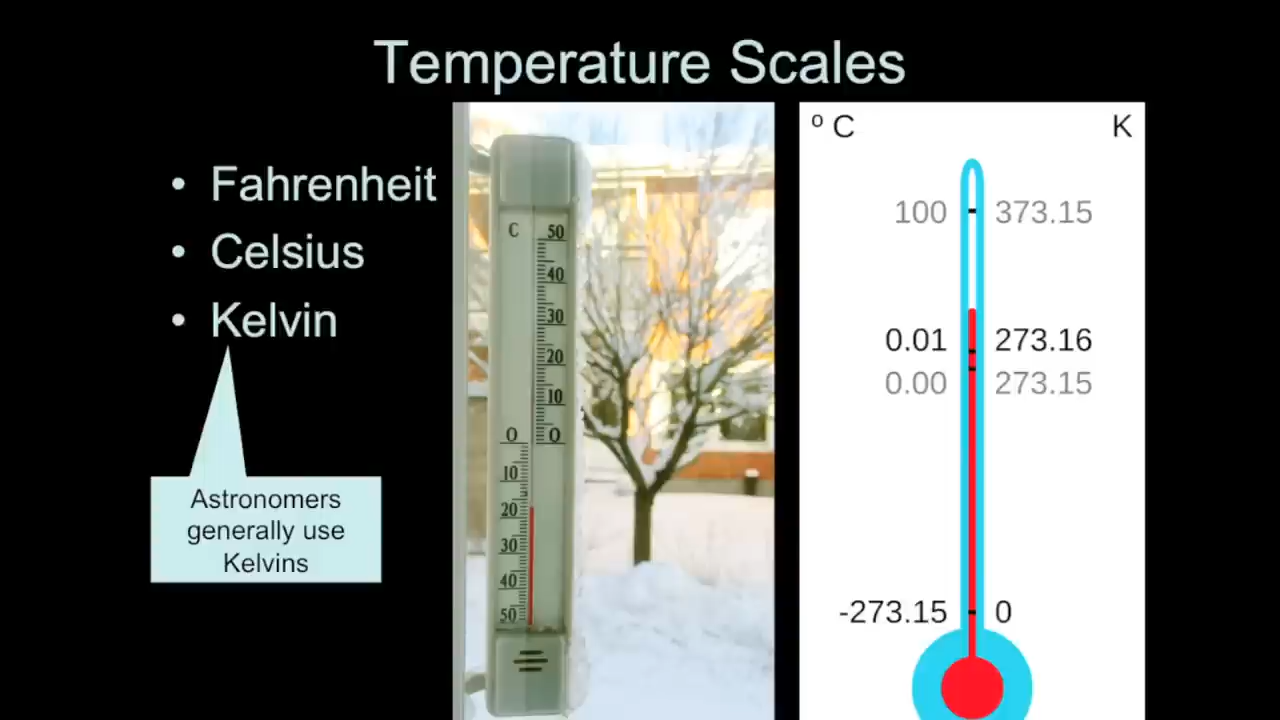 Temperature Scales
• Fahrenheit
• Celsius
• Kelvin
Astronomers
generally use
Kelvins
C 50
40
30
20
10
0 0
10
20
30
40
50
º C K
100 373.15
0.01 273.16
0.00 273.15
-273.15 0